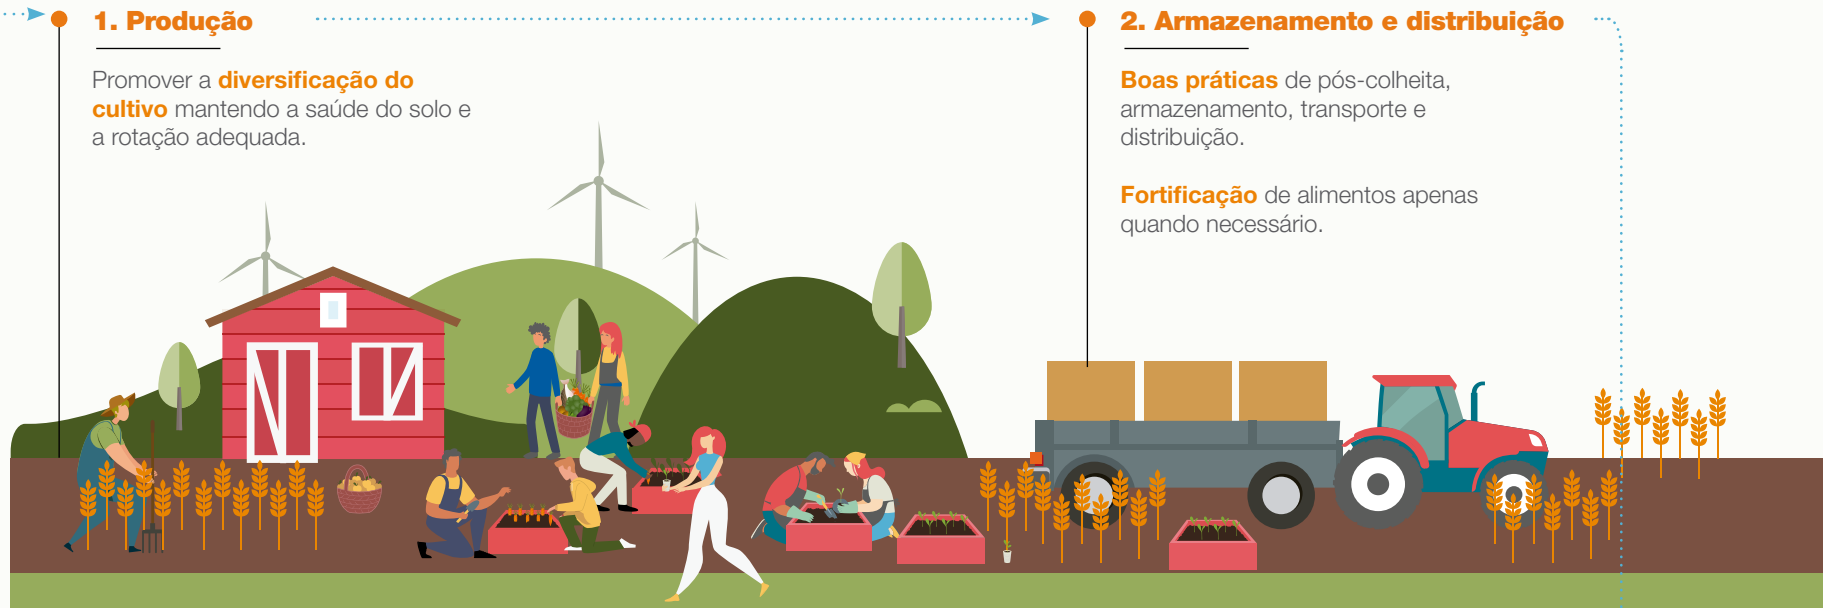 1. Produção
Promover a diversificação do
cultivo mantendo a saúde do solo e
a rotação adequada.
2. Armazenamento e distribuição
Boas práticas de pós-colheita,
armazenamento, transporte e
distribuição.
Fortificação de alimentos apenas
quando necessário.